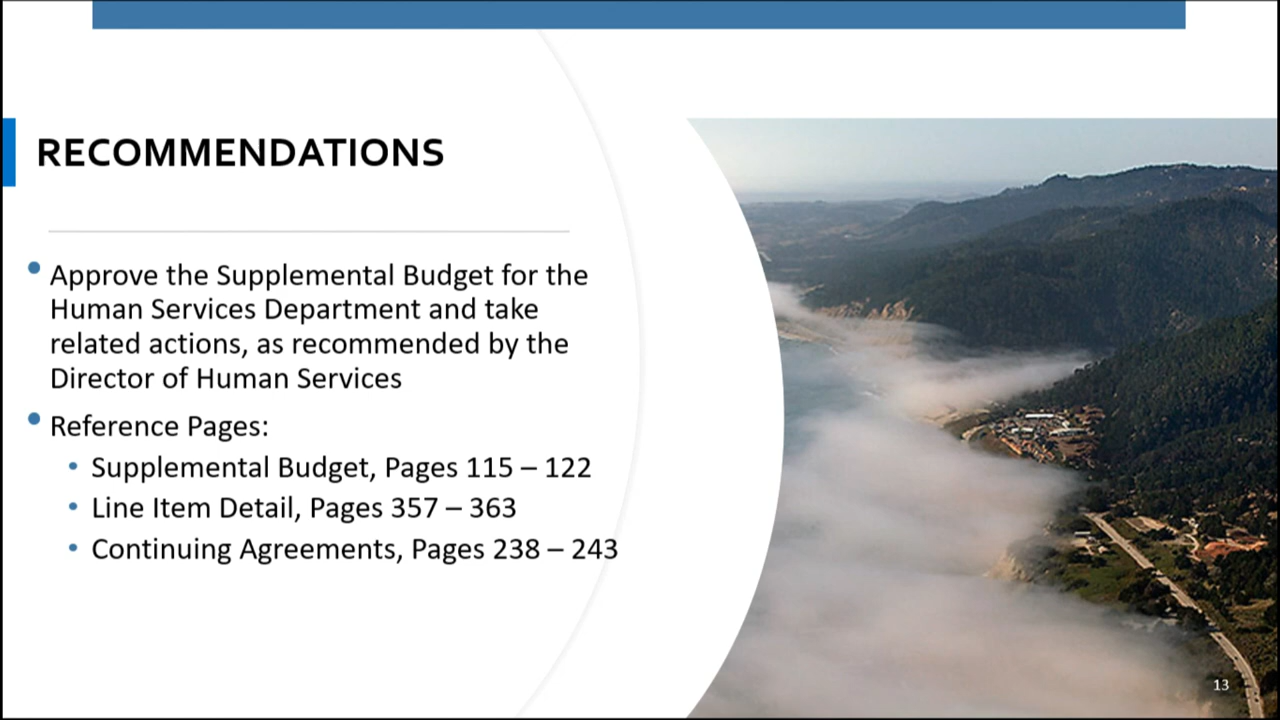 RECOMMENDATIONS
• Approve the Supplemental Budget for the
Human Services Department and take
related actions, as recommended by the
Director of Human Services
• Reference Pages:
• Supplemental Budget, Pages 115 – 122
• Line Item Detail, Pages 357 – 363
• Continuing Agreements, Pages 238 – 243
13